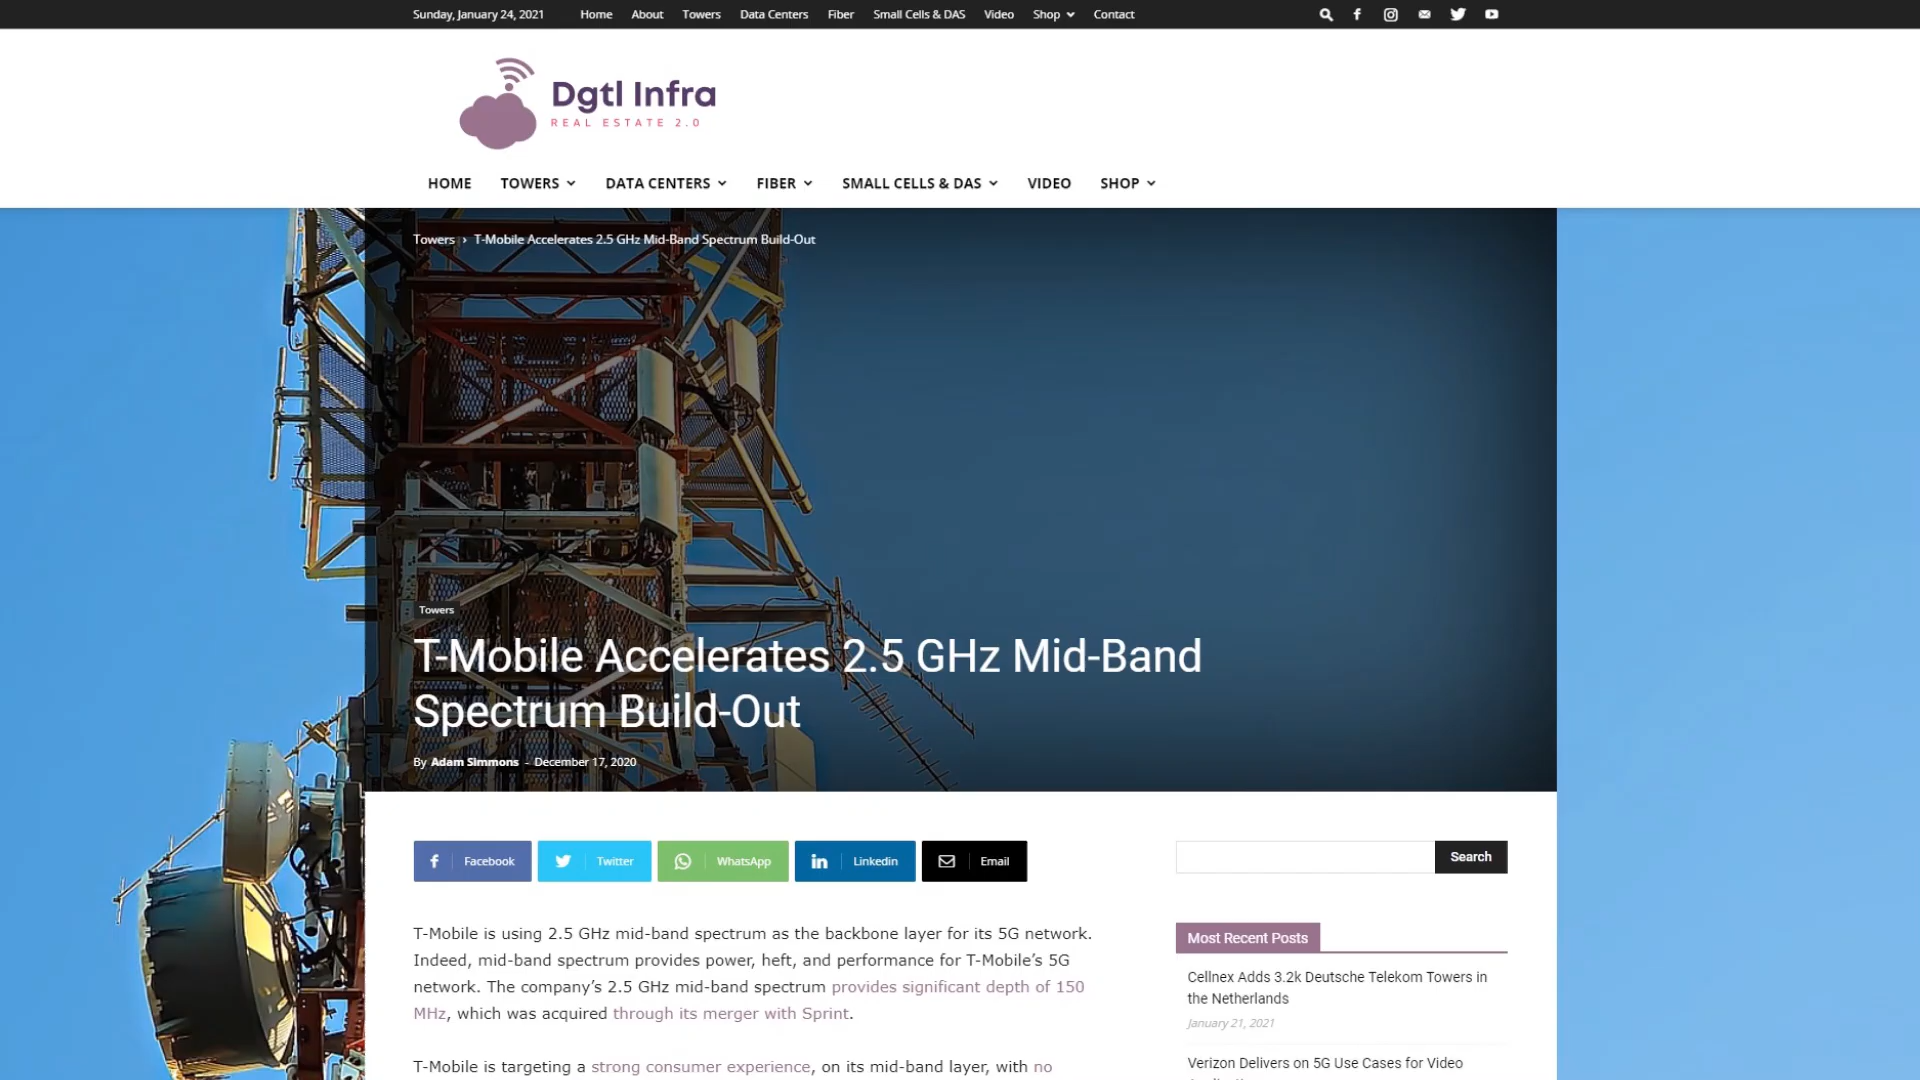 Sunday, January 24, 2021 Home About Towers Data Centers Fiber Small Cells & DAS Video Shop Contact
Dgtl Infra
REAL ESTATE 2.0
HOME TOWERS DATA CENTERS FIBER SMALL CELLS & DAS VIDEO SHOP
Towers › T-Mobile Accelerates 2.5 GHz Mid-Band Spectrum Build-Out
Towers
T-Mobile Accelerates 2.5 GHz Mid-Band
Spectrum Build-Out
By Adam Simmons - December 17, 2020
Facebook Twitter WhatsApp Linkedin Email
Search
T-Mobile is using 2.5 GHz mid-band spectrum as the backbone layer for its 5G network.
Indeed, mid-band spectrum provides power, heft, and performance for T-Mobile’s 5G
network. The company’s 2.5 GHz mid-band spectrum provides significant depth of 150
MHz, which was acquired through its merger with Sprint.
T-Mobile is targeting a strong consumer experience, on its mid-band layer, with no
Most Recent Posts
Cellnex Adds 3.2k Deutsche Telekom Towers in
the Netherlands
January 21, 2021
Verizon Delivers on 5G Use Cases for Video